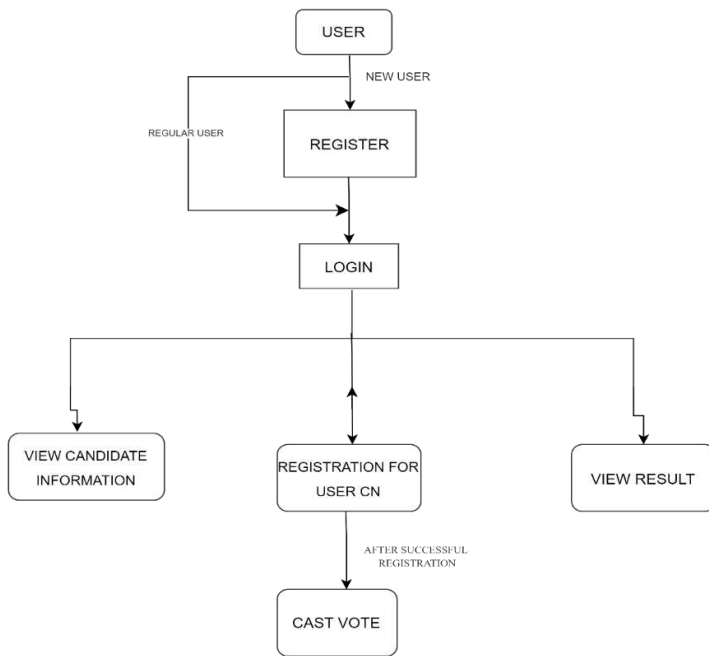 USER
NEW USER
REGULAR USER
REGISTER
LOGIN
VIEW CANDIDATE
INFORMATION
REGISTRATION FOR
USER CN
VIEW RESULT
AFTER SUCCESSFUL
REGISTRATION
CAST VOTE